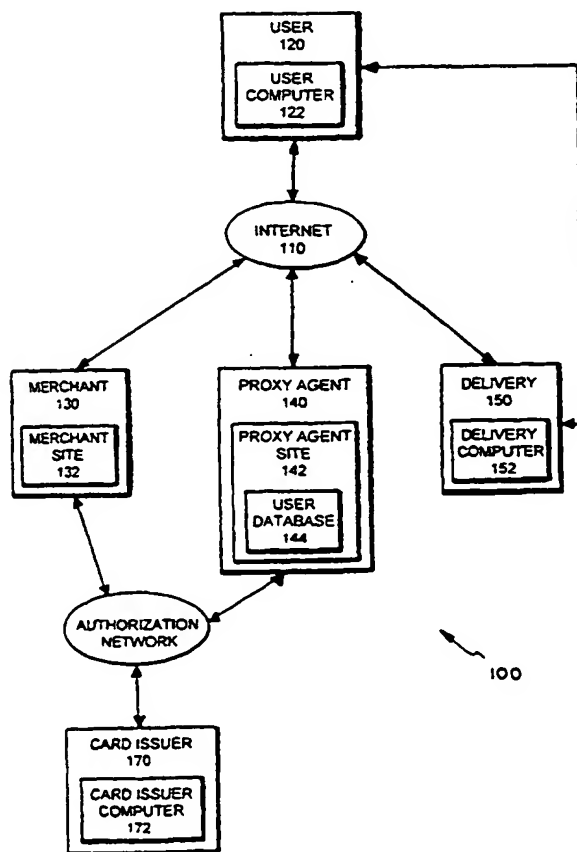 USER
120
USER
COMPUTER
122
INTERNET
110
MERCHANT
130
MERCHANT
SITE
132
PROXY AGENT
140
PROXY AGENT
SITE
142
USER
DATABASE
144
DELIVERY
150
DELIVERY
COMPUTER
152
AUTHORIZATION
NETWORK
100
CARD ISSUER
170
CARD ISSUER
COMPUTER
172